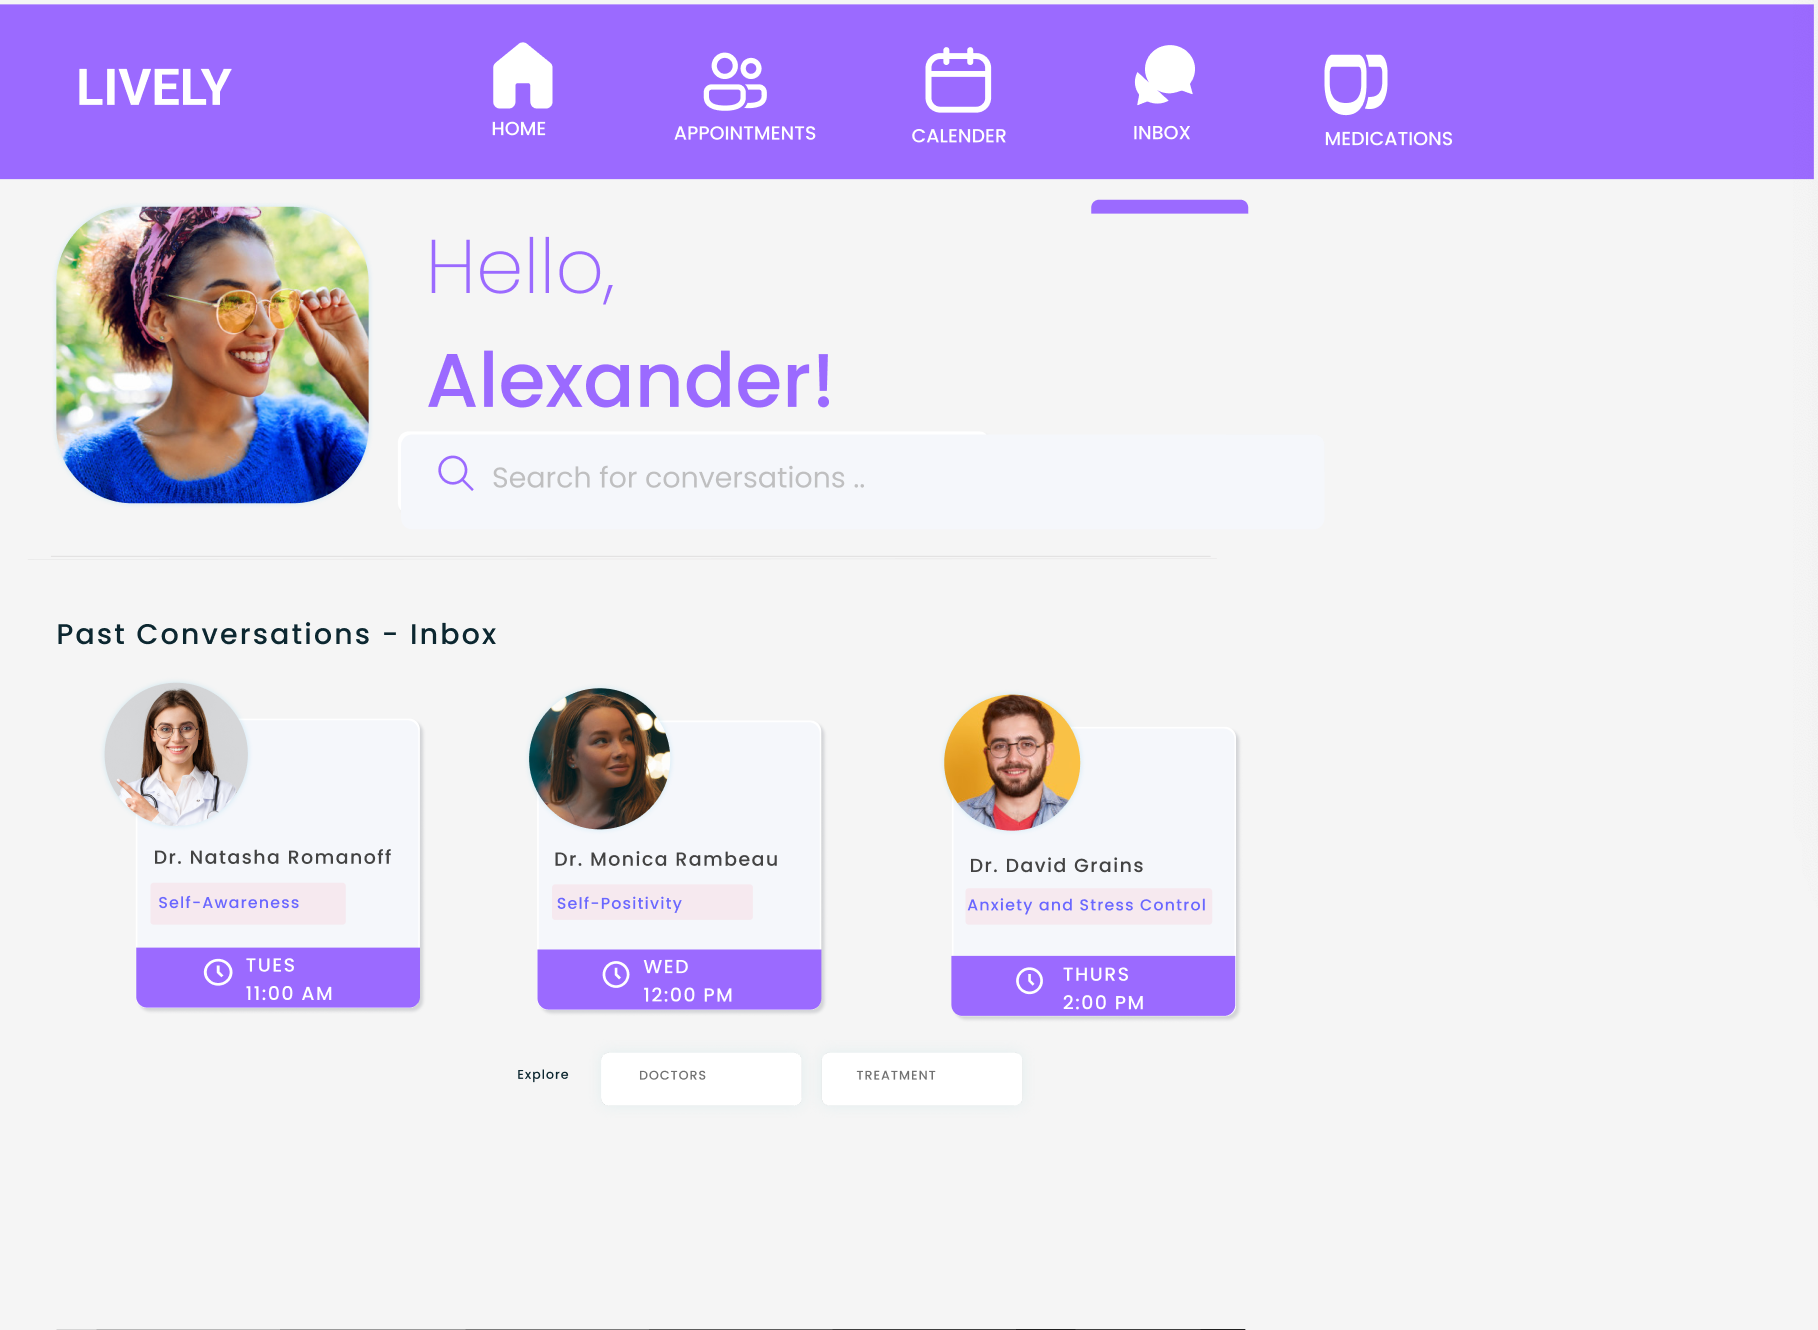 LIVELY
HOME
APPOINTMENTS
CALENDER
INBOX
MEDICATIONS
Hello,
Alexander!
Search for conversations ..
Past Conversations - Inbox
Dr. Natasha Romanoff
Self-Awareness
TUES
11:00 AM
Dr. Monica Rambeau
Self-Positivity
WED
12:00 PM
Dr. David Grains
Anxiety and Stress Control
THURS
2:00 PM
Explore
DOCTORS
TREATMENT